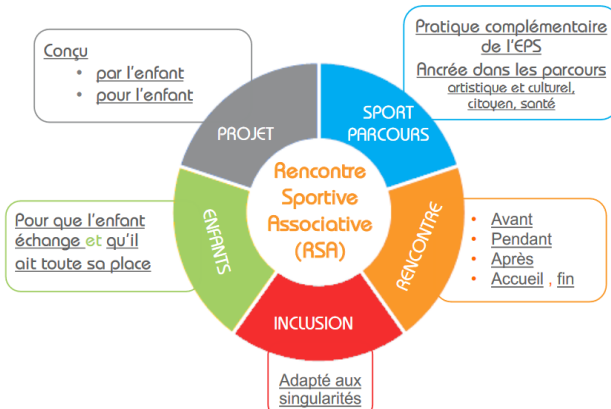 Conçu
• par l'enfant
• pour l'enfant
PROJET
Pratique complémentaire
de l'EPS
Ancrée dans les parcours
artistique et culturel,
citoyen, santé
SPORT
PARCOURS
Rencontre
Sportive
Associative
(RSA)
Pour que l'enfant
échange et qu'il
ait toute sa place
ENFANTS
RENCONTRE
• Avant
• Pendant
• Après
• Accueil , fin
INCLUSION
Adapté aux
singularités